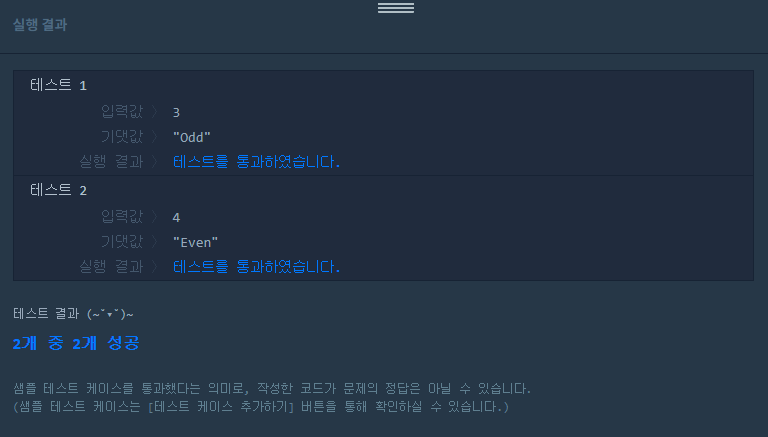 실행 결과
테스트 1
입력값 〉 3
기댓값 〉 "Odd"
실행 결과 〉 테스트를 통과하였습니다.
테스트 2
입력값 〉 4
기댓값 〉 "Even"
실행 결과 〉 테스트를 통과하였습니다.
테스트 결과 (~˘▾˘)~
2개 중 2개 성공
샘플 테스트 케이스를 통과했다는 의미로, 작성한 코드가 문제의 정답은 아닐 수 있습니다.
(샘플 테스트 케이스는 [테스트 케이스 추가하기] 버튼을 통해 확인하실 수 있습니다.)